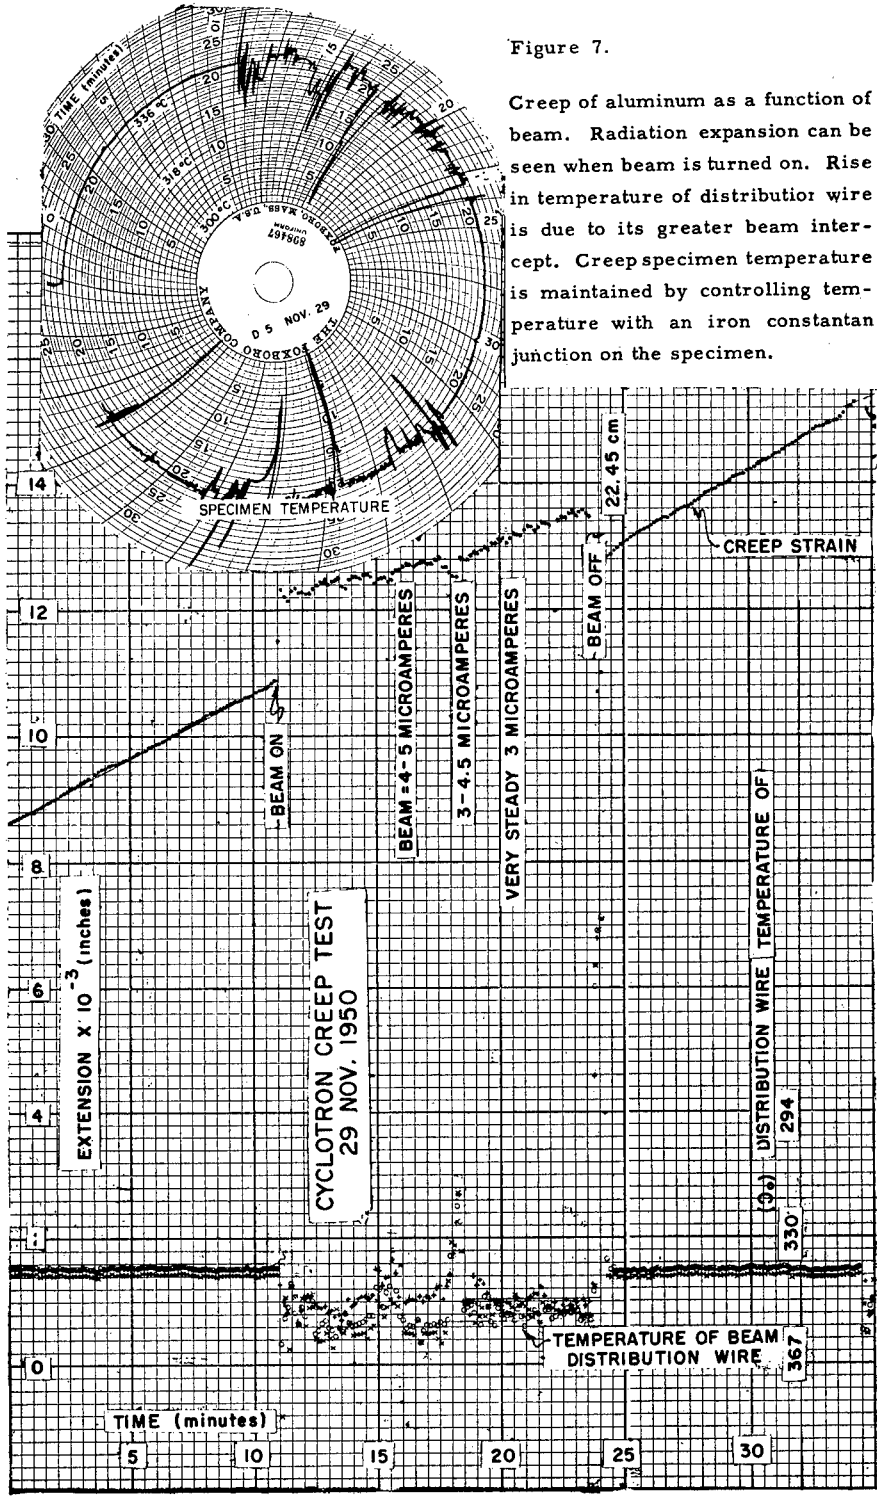 Figure 7.
Creep of aluminum as a function of
beam. Radiation expansion can be
seen when beam is turned on. Rise
in temperature of distribution wire
is due to its greater beam inter-
cept. Creep specimen temperature
is maintained by controlling tem-
perature with an iron constantan
junction on the specimen.
TIME (minutes)
336°C
318°C
300°C
FOXBORO, MASS. U.S.A.
898467
UNIFORM
D 5 NOV. 29
THE FOXBORO COMPANY
SPECIMEN TEMPERATURE
22.45 cm
CREEP STRAIN
BEAM ON
BEAM = 4-5 MICROAMPERES
3-4.5 MICROAMPERES
VERY STEADY 3 MICROAMPERES
BEAM OFF
14
12
10
8
6
4
0
EXTENSION X 10⁻³ (inches)
CYCLOTRON CREEP TEST
29 NOV. 1950
TEMPERATURE OF
DISTRIBUTION WIRE
(°C)
294
330
367
TEMPERATURE OF BEAM
DISTRIBUTION WIRE
TIME (minutes)
5 10 15 20 25 30